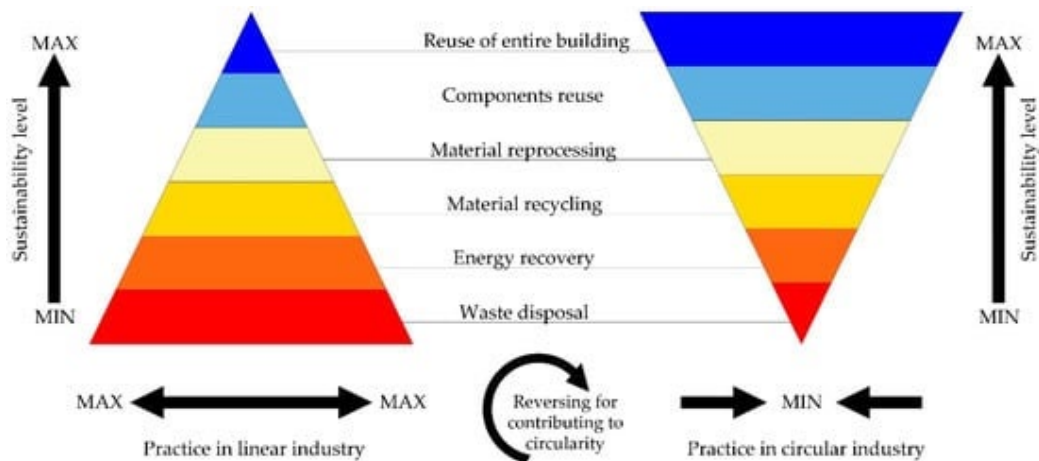 MAX
Sustainability level
MIN
Reuse of entire building
Components reuse
Material reprocessing
Material recycling
Energy recovery
Waste disposal
MAX
Sustainability level
MIN
MAX
MAX
Practice in linear industry
Reversing for
contributing to
circularity
MIN
Practice in circular industry